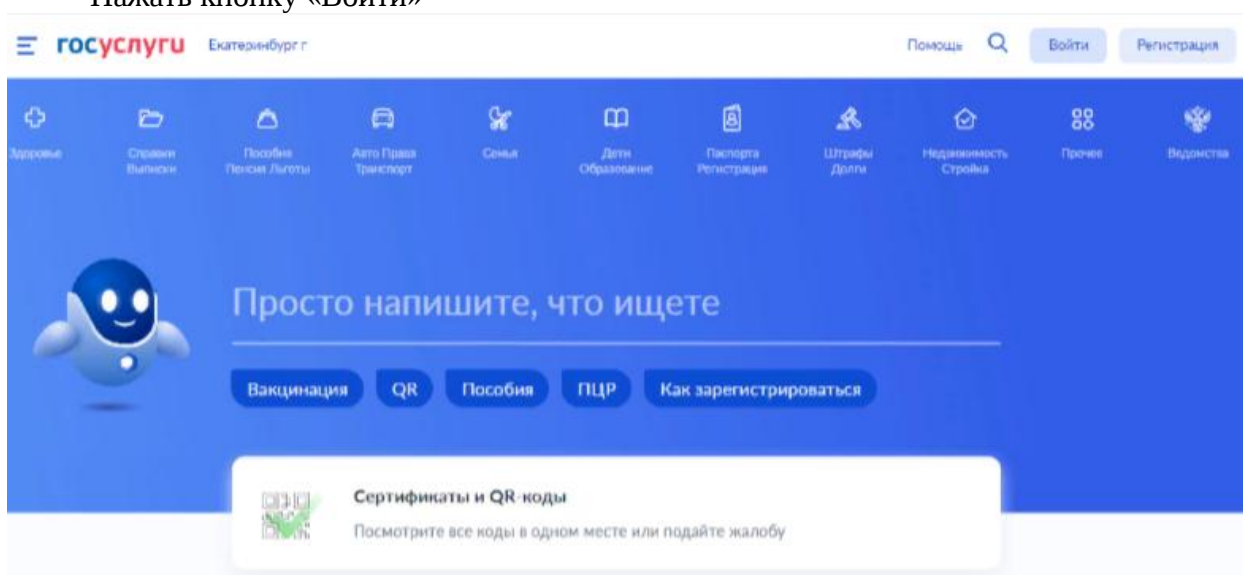 Нажать кнопку «Войти»
госуслуги Екатеринбург г Помощь Войти Регистрация
Здоровье Справки Пособия Авто Права Семья Дети Паспорта Штрафы Недвижимость Прочее Ведомства
Выписки Пенсия Льготы Транспорт Образование Регистрация Долги Стройка
Просто напишите, что ищете
Вакцинация QR Пособия ПЦР Как зарегистрироваться
Сертификаты и QR-коды
Посмотрите все коды в одном месте или подайте жалобу